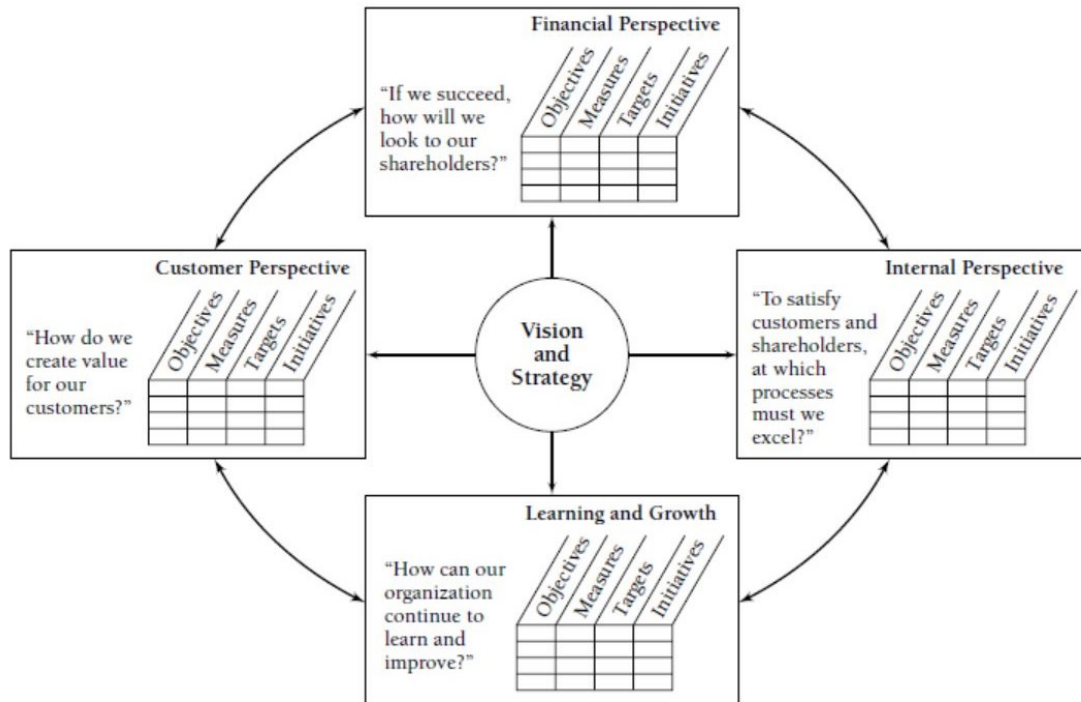 Financial Perspective
“If we succeed,
how will we
look to our
shareholders?”
Objectives
Measures
Targets
Initiatives
Customer Perspective
“How do we
create value
for our
customers?”
Objectives
Measures
Targets
Initiatives
Vision
and
Strategy
Internal Perspective
“To satisfy
customers and
shareholders,
at which
processes
must we
excel?”
Objectives
Measures
Targets
Initiatives
Learning and Growth
“How can our
organization
continue to
learn and
improve?”
Objectives
Measures
Targets
Initiatives